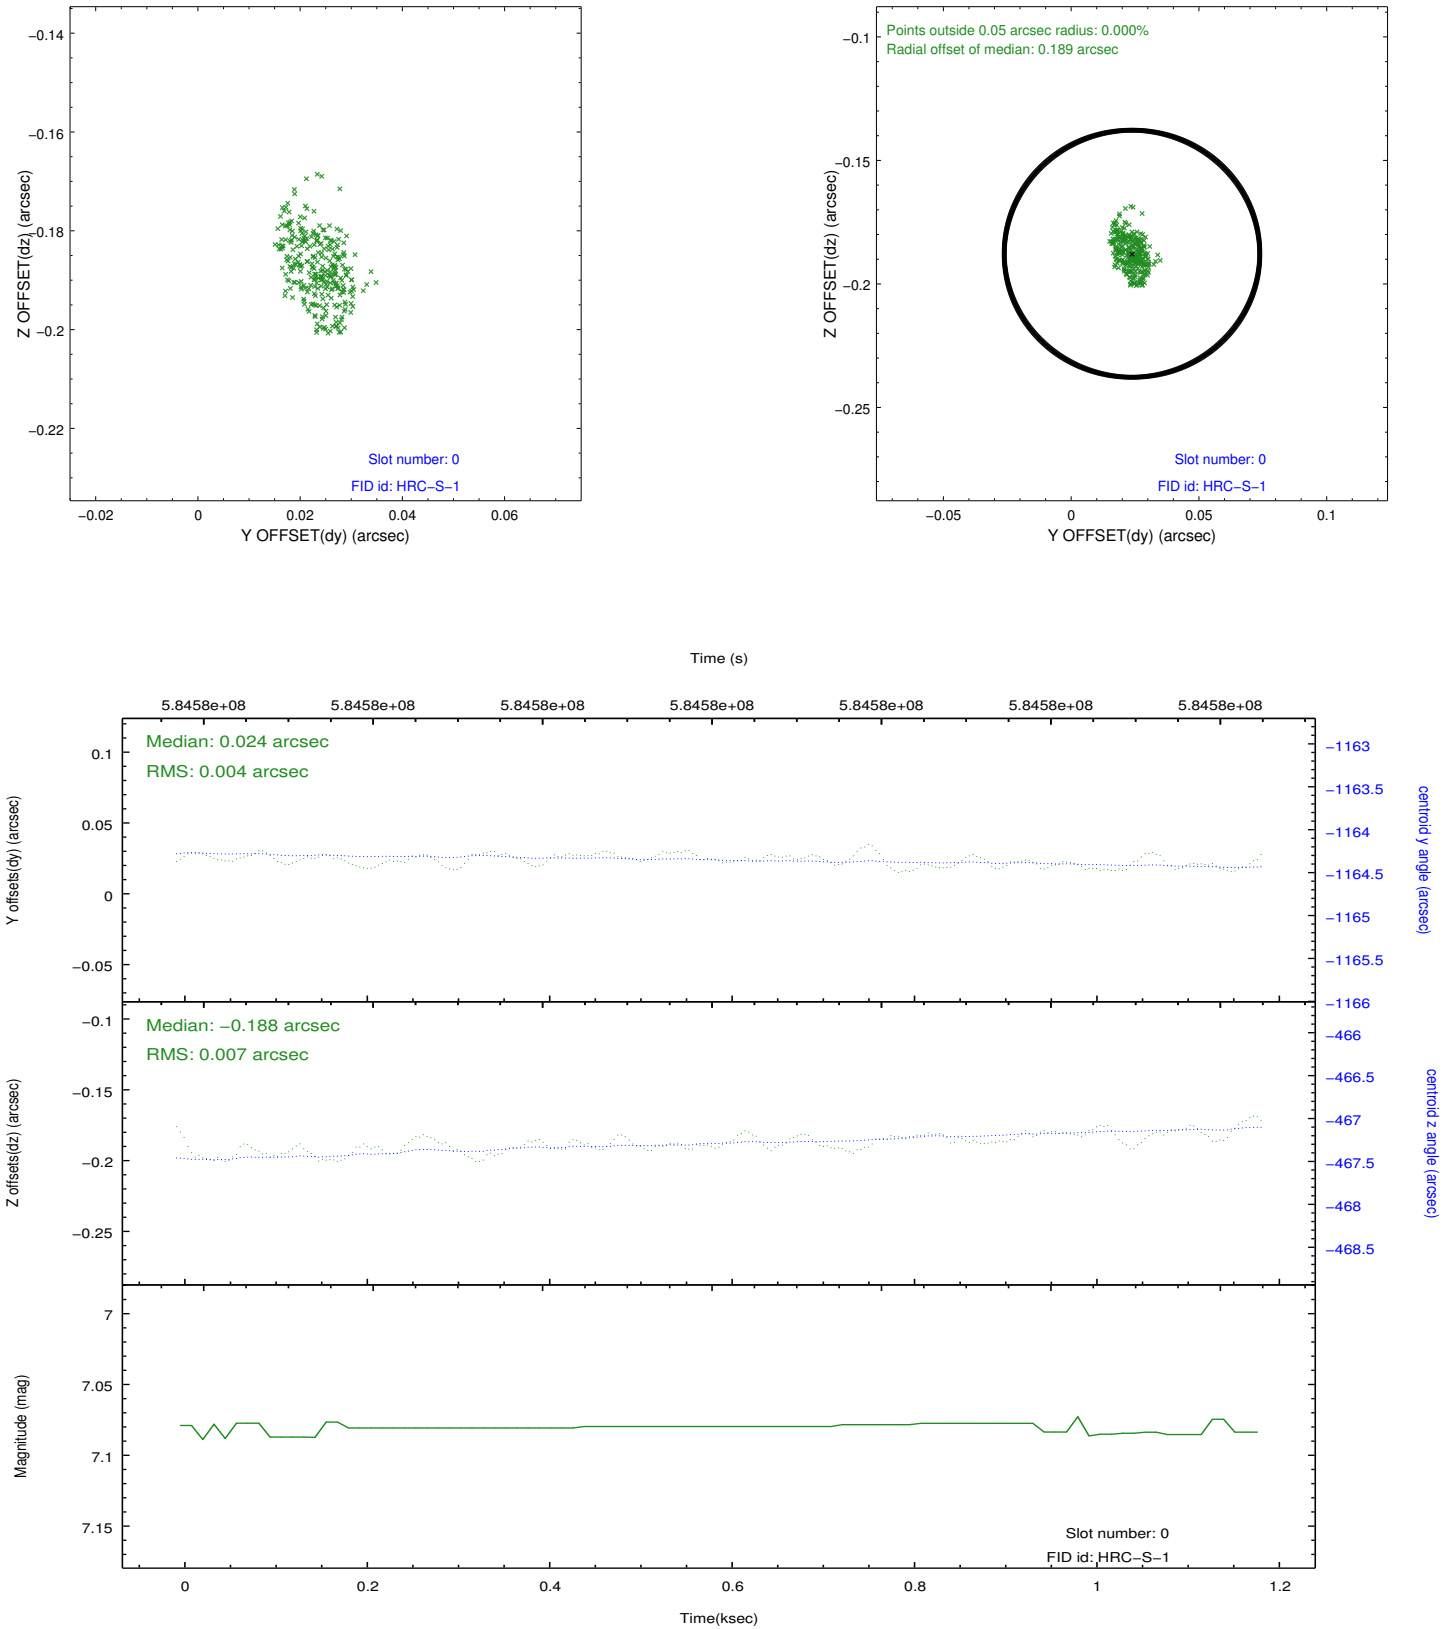 −0.14
−0.16
−0.18
−0.2
−0.22
Z OFFSET(dz) (arcsec)
Slot number: 0
FID id: HRC−S−1
−0.02 0 0.02 0.04 0.06
Y OFFSET(dy) (arcsec)
Points outside 0.05 arcsec radius: 0.000%
Radial offset of median: 0.189 arcsec
−0.1
−0.15
−0.2
−0.25
Z OFFSET(dz) (arcsec)
Slot number: 0
FID id: HRC−S−1
−0.05 0 0.05 0.1
Y OFFSET(dy) (arcsec)
Time (s)
5.8458e+08 5.8458e+08 5.8458e+08 5.8458e+08 5.8458e+08 5.8458e+08 5.8458e+08
Median: 0.024 arcsec
RMS: 0.004 arcsec
0.1
0.05
0
−0.05
Y offsets(dy) (arcsec)
−1163
−1163.5
−1164
−1164.5
−1165
−1165.5
−1166
centroid y angle (arcsec)
Median: −0.188 arcsec
RMS: 0.007 arcsec
−0.1
−0.15
−0.2
−0.25
Z offsets(dz) (arcsec)
−466
−466.5
−467
−467.5
−468
−468.5
centroid z angle (arcsec)
7
7.05
7.1
7.15
Magnitude (mag)
Slot number: 0
FID id: HRC−S−1
0 0.2 0.4 0.6 0.8 1 1.2
Time(ksec)